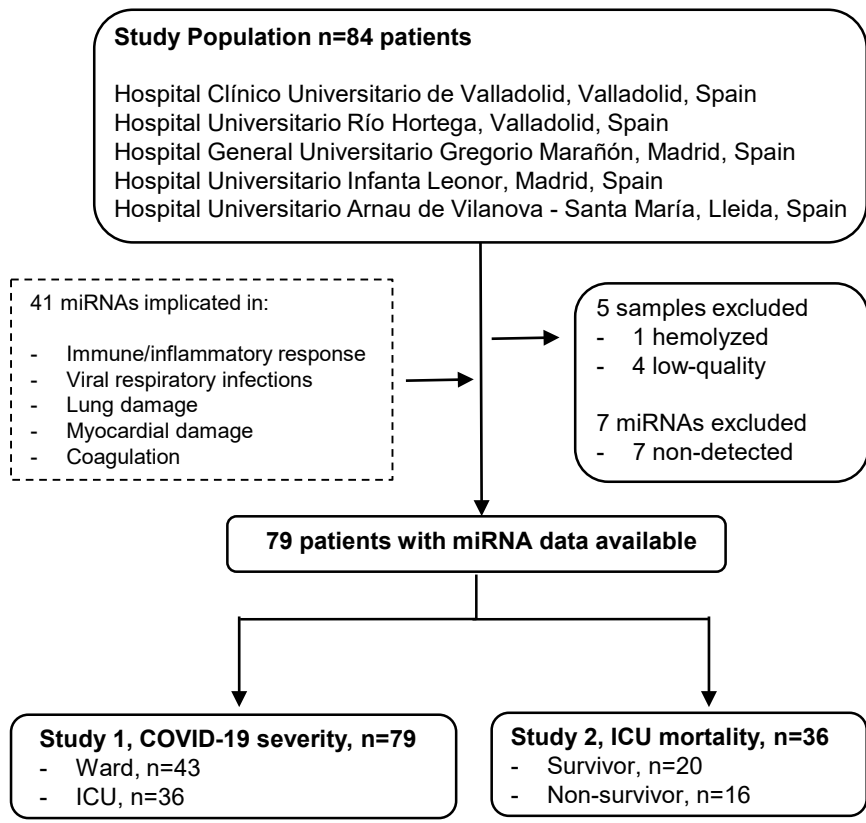 Study Population n=84 patients
Hospital Clínico Universitario de Valladolid, Valladolid, Spain
Hospital Universitario Río Hortega, Valladolid, Spain
Hospital General Universitario Gregorio Marañón, Madrid, Spain
Hospital Universitario Infanta Leonor, Madrid, Spain
Hospital Universitario Arnau de Vilanova - Santa María, Lleida, Spain
41 miRNAs implicated in:
- Immune/inflammatory response
- Viral respiratory infections
- Lung damage
- Myocardial damage
- Coagulation
5 samples excluded
- 1 hemolyzed
- 4 low-quality
7 miRNAs excluded
- 7 non-detected
79 patients with miRNA data available
Study 1, COVID-19 severity, n=79
- Ward, n=43
- ICU, n=36
Study 2, ICU mortality, n=36
- Survivor, n=20
- Non-survivor, n=16